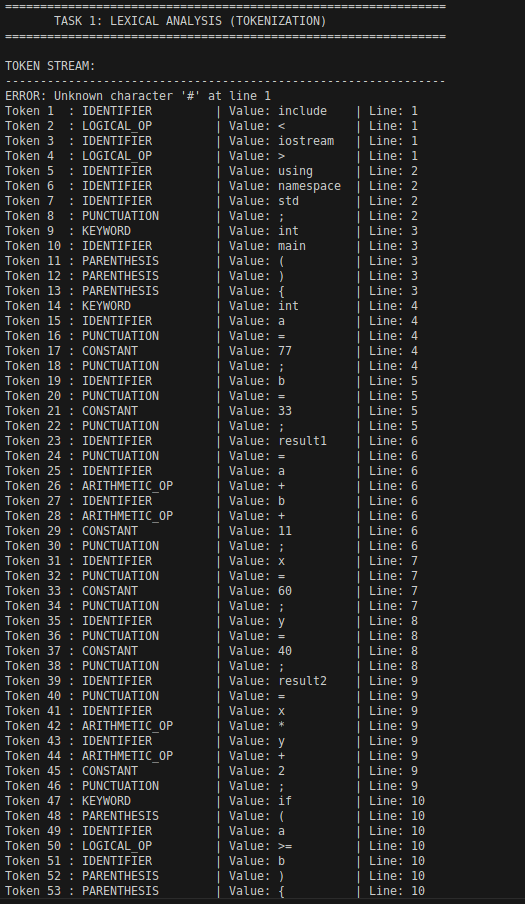 ===============================================================
TASK 1: LEXICAL ANALYSIS (TOKENIZATION)
===============================================================
TOKEN STREAM:
---------------------------------------------------------------
ERROR: Unknown character '#' at line 1
Token 1  : IDENTIFIER         | Value: include    | Line: 1
Token 2  : LOGICAL_OP         | Value: <          | Line: 1
Token 3  : IDENTIFIER         | Value: iostream   | Line: 1
Token 4  : LOGICAL_OP         | Value: >          | Line: 1
Token 5  : IDENTIFIER         | Value: using      | Line: 2
Token 6  : IDENTIFIER         | Value: namespace  | Line: 2
Token 7  : IDENTIFIER         | Value: std        | Line: 2
Token 8  : PUNCTUATION        | Value: ;          | Line: 2
Token 9  : KEYWORD            | Value: int        | Line: 3
Token 10 : IDENTIFIER         | Value: main       | Line: 3
Token 11 : PARENTHESIS        | Value: (          | Line: 3
Token 12 : PARENTHESIS        | Value: )          | Line: 3
Token 13 : PARENTHESIS        | Value: {          | Line: 3
Token 14 : KEYWORD            | Value: int        | Line: 4
Token 15 : IDENTIFIER         | Value: a          | Line: 4
Token 16 : PUNCTUATION        | Value: =          | Line: 4
Token 17 : CONSTANT           | Value: 77         | Line: 4
Token 18 : PUNCTUATION        | Value: ;          | Line: 4
Token 19 : IDENTIFIER         | Value: b          | Line: 5
Token 20 : PUNCTUATION        | Value: =          | Line: 5
Token 21 : CONSTANT           | Value: 33         | Line: 5
Token 22 : PUNCTUATION        | Value: ;          | Line: 5
Token 23 : IDENTIFIER         | Value: result1    | Line: 6
Token 24 : PUNCTUATION        | Value: =          | Line: 6
Token 25 : IDENTIFIER         | Value: a          | Line: 6
Token 26 : ARITHMETIC_OP      | Value: +          | Line: 6
Token 27 : IDENTIFIER         | Value: b          | Line: 6
Token 28 : ARITHMETIC_OP      | Value: +          | Line: 6
Token 29 : CONSTANT           | Value: 11         | Line: 6
Token 30 : PUNCTUATION        | Value: ;          | Line: 6
Token 31 : IDENTIFIER         | Value: x          | Line: 7
Token 32 : PUNCTUATION        | Value: =          | Line: 7
Token 33 : CONSTANT           | Value: 60         | Line: 7
Token 34 : PUNCTUATION        | Value: ;          | Line: 7
Token 35 : IDENTIFIER         | Value: y          | Line: 8
Token 36 : PUNCTUATION        | Value: =          | Line: 8
Token 37 : CONSTANT           | Value: 40         | Line: 8
Token 38 : PUNCTUATION        | Value: ;          | Line: 8
Token 39 : IDENTIFIER         | Value: result2    | Line: 9
Token 40 : PUNCTUATION        | Value: =          | Line: 9
Token 41 : IDENTIFIER         | Value: x          | Line: 9
Token 42 : ARITHMETIC_OP      | Value: *          | Line: 9
Token 43 : IDENTIFIER         | Value: y          | Line: 9
Token 44 : ARITHMETIC_OP      | Value: +          | Line: 9
Token 45 : CONSTANT           | Value: 2          | Line: 9
Token 46 : PUNCTUATION        | Value: ;          | Line: 9
Token 47 : KEYWORD            | Value: if         | Line: 10
Token 48 : PARENTHESIS        | Value: (          | Line: 10
Token 49 : IDENTIFIER         | Value: a          | Line: 10
Token 50 : LOGICAL_OP         | Value: >=         | Line: 10
Token 51 : IDENTIFIER         | Value: b          | Line: 10
Token 52 : PARENTHESIS        | Value: )          | Line: 10
Token 53 : PARENTHESIS        | Value: {          | Line: 10